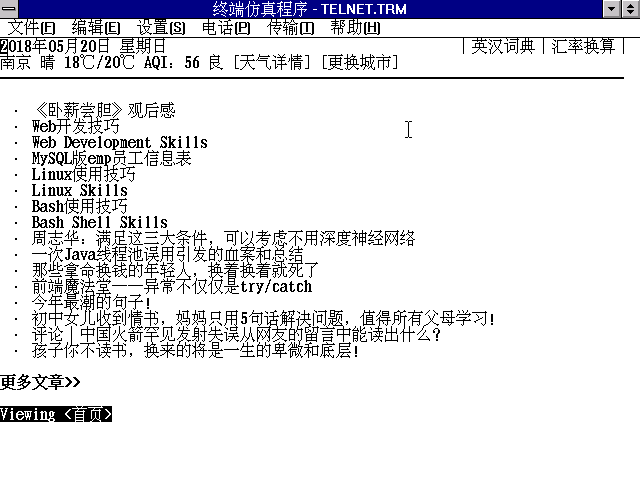 终端仿真程序 - TELNET.TRM
文件(F) 编辑(E) 设置(S) 电话(P) 传输(T) 帮助(H)
2018年05月20日 星期日 |英汉词典|汇率换算|
南京 晴 18℃/20℃ AQI: 56 良 [天气详情] [更换城市]
· 《卧薪尝胆》观后感
· Web开发技巧
· Web Development Skills
· MySQL版emp员工信息表
· Linux使用技巧
· Linux Skills
· Bash使用技巧
· Bash Shell Skills
· 周志华：满足这三大条件，可以考虑不用深度神经网络
· 一次Java线程池误用引发的血案和总结
· 那些拿命换钱的年轻人，换着换着就死了
· 前端魔法堂——异常不仅仅是try/catch
· 今年最潮的句子！
· 初中女儿收到情书，妈妈只用5句话解决问题，值得所有父母学习！
· 评论｜中国火箭罕见发射失误从网友的留言中能读出什么？
· 孩子你不读书，换来的将是一生的卑微和底层！
更多文章>>
Viewing <首页>